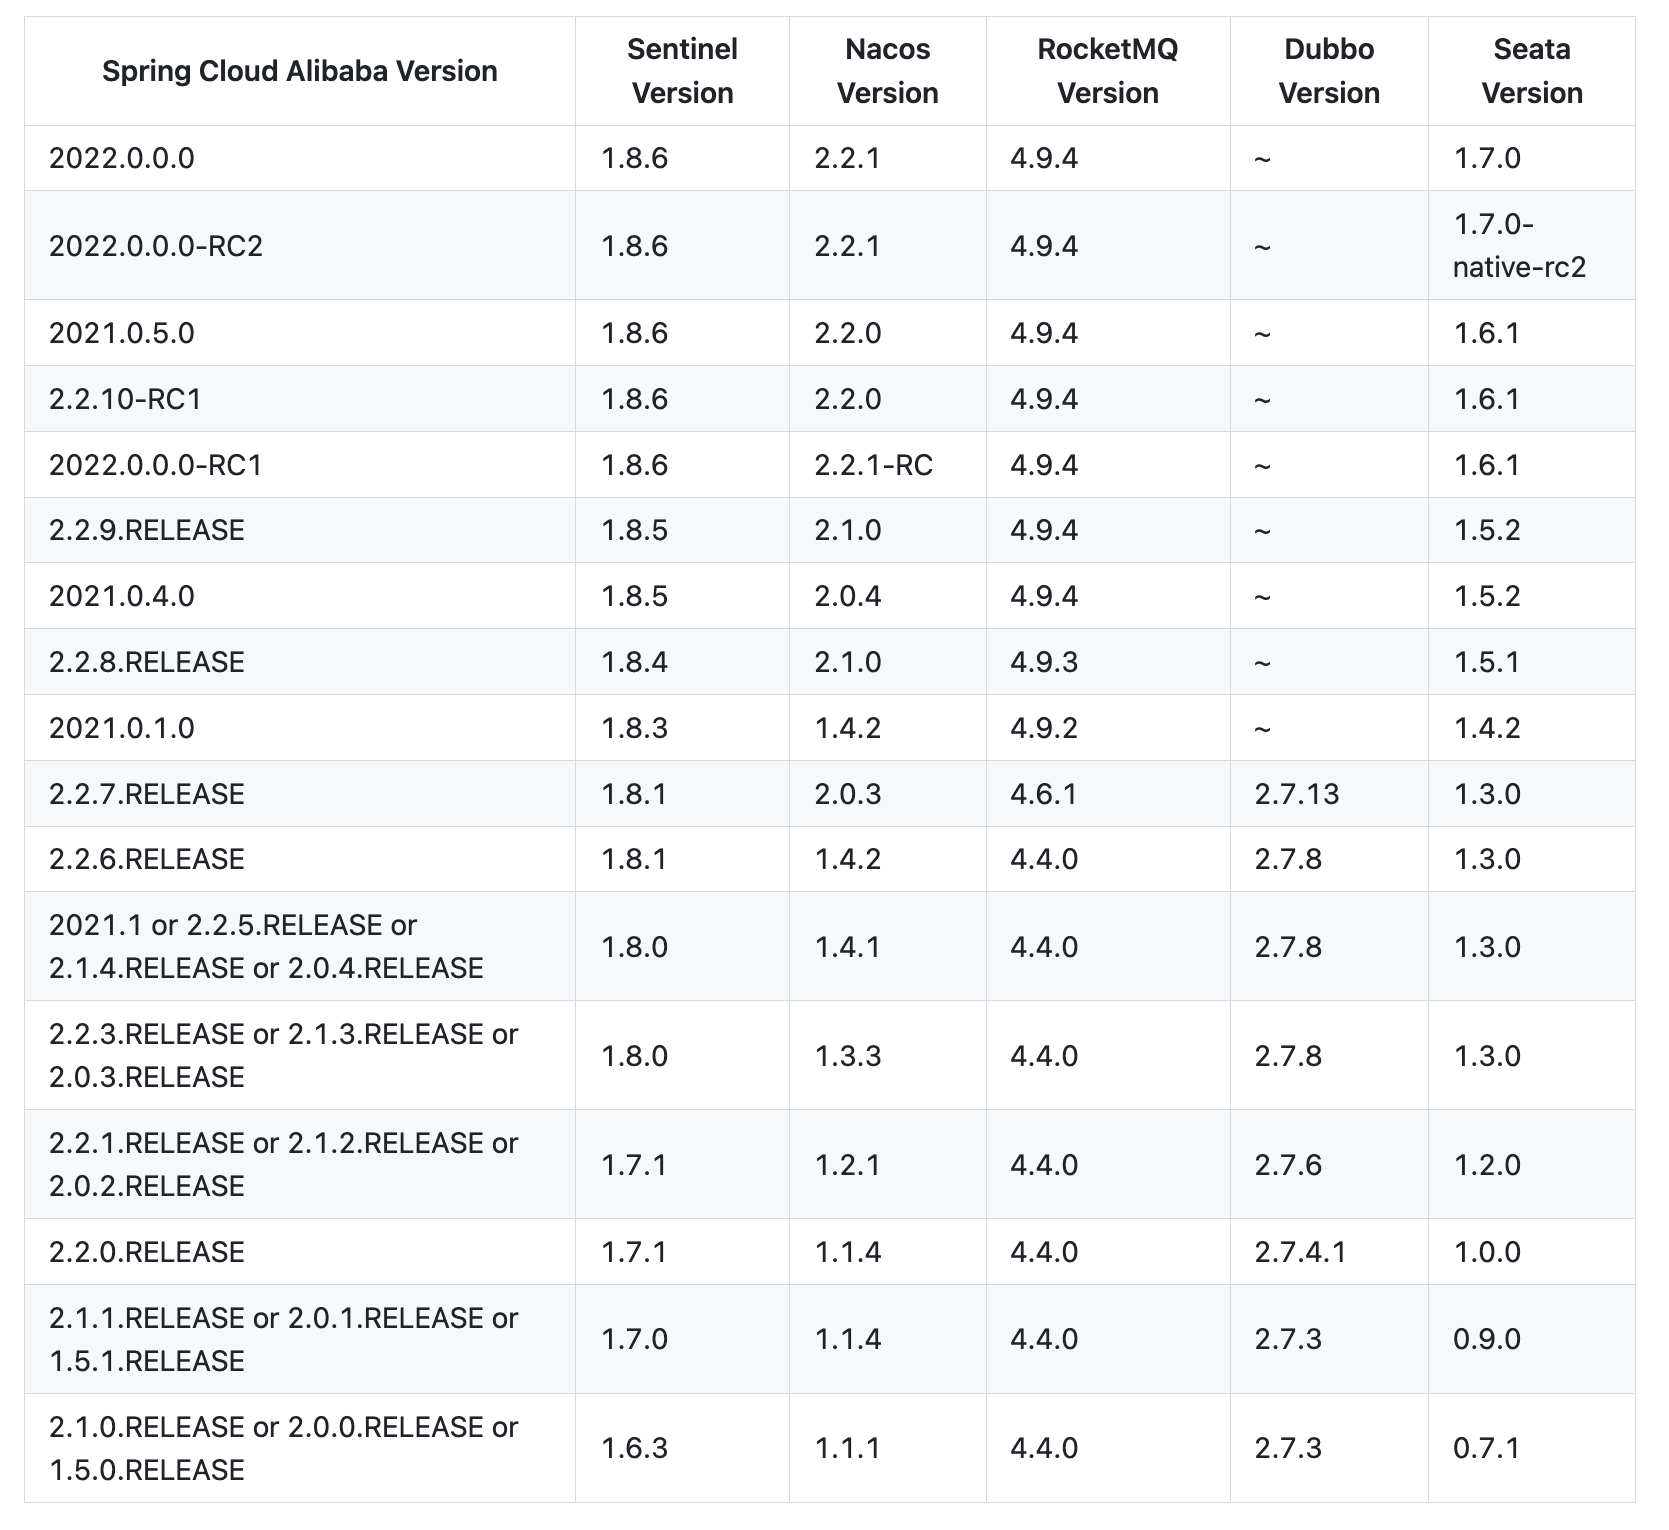 Spring Cloud Alibaba Version Sentinel Version Nacos Version RocketMQ Version Dubbo Version Seata Version
2022.0.0.0 1.8.6 2.2.1 4.9.4 ~ 1.7.0
2022.0.0.0-RC2 1.8.6 2.2.1 4.9.4 ~ 1.7.0-native-rc2
2021.0.5.0 1.8.6 2.2.0 4.9.4 ~ 1.6.1
2.2.10-RC1 1.8.6 2.2.0 4.9.4 ~ 1.6.1
2022.0.0.0-RC1 1.8.6 2.2.1-RC 4.9.4 ~ 1.6.1
2.2.9.RELEASE 1.8.5 2.1.0 4.9.4 ~ 1.5.2
2021.0.4.0 1.8.5 2.0.4 4.9.4 ~ 1.5.2
2.2.8.RELEASE 1.8.4 2.1.0 4.9.3 ~ 1.5.1
2021.0.1.0 1.8.3 1.4.2 4.9.2 ~ 1.4.2
2.2.7.RELEASE 1.8.1 2.0.3 4.6.1 2.7.13 1.3.0
2.2.6.RELEASE 1.8.1 1.4.2 4.4.0 2.7.8 1.3.0
2021.1 or 2.2.5.RELEASE or 2.1.4.RELEASE or 2.0.4.RELEASE 1.8.0 1.4.1 4.4.0 2.7.8 1.3.0
2.2.3.RELEASE or 2.1.3.RELEASE or 2.0.3.RELEASE 1.8.0 1.3.3 4.4.0 2.7.8 1.3.0
2.2.1.RELEASE or 2.1.2.RELEASE or 2.0.2.RELEASE 1.7.1 1.2.1 4.4.0 2.7.6 1.2.0
2.2.0.RELEASE 1.7.1 1.1.4 4.4.0 2.7.4.1 1.0.0
2.1.1.RELEASE or 2.0.1.RELEASE or 1.5.1.RELEASE 1.7.0 1.1.4 4.4.0 2.7.3 0.9.0
2.1.0.RELEASE or 2.0.0.RELEASE or 1.5.0.RELEASE 1.6.3 1.1.1 4.4.0 2.7.3 0.7.1